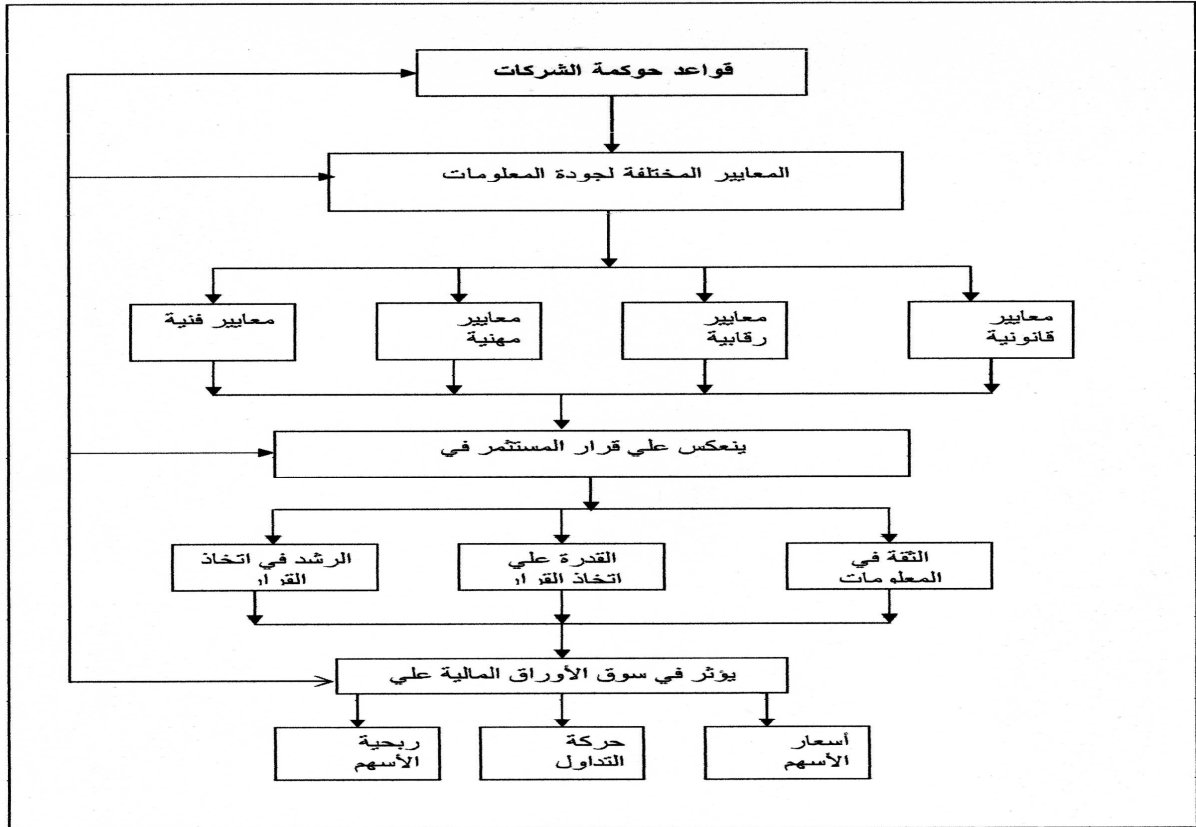 قواعد حوكمة الشركات
المعايير المختلفة لجودة المعلومات
معايير
قانونية
معايير
رقابية
معايير
مهنية
معايير فنية
ينعكس علي قرار المستثمر في
الثقة في
المعلومات
القدرة علي
اتخاذ القرار
الرشد في اتخاذ
القرار
يؤثر في سوق الأوراق المالية علي
أسعار
الأسهم
حركة
التداول
ربحية
الأسهم